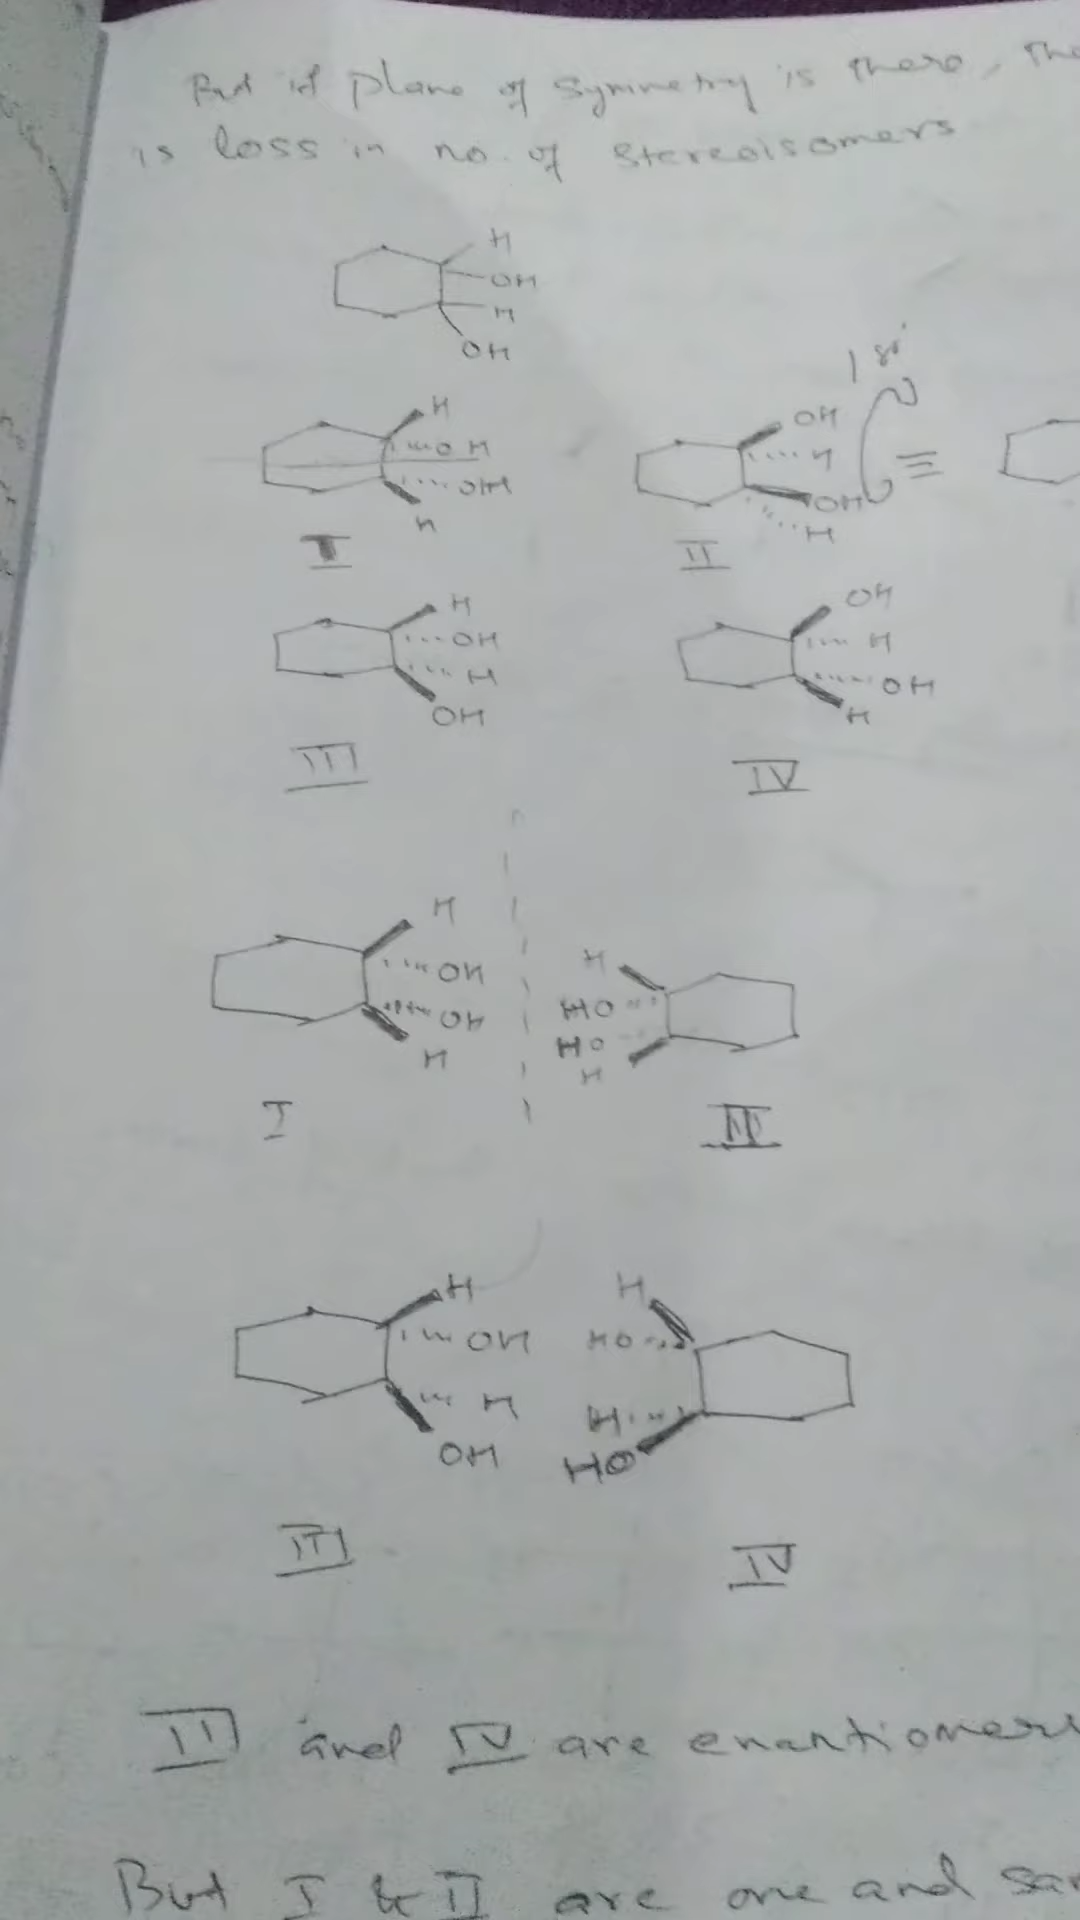 But if plane of symmetry is there, The
is loss in no. of stereoisomers
H
OH
H
OH
H
OH
OH
H
I
OH
H
OH
H
≡
II
H
OH
H
OH
III
OH
H
OH
H
IV
H
OH
OH
H
I
H
HO
HO
H
II
H
OH
H
OH
III
H
HO
H
HO
IV
III and IV are enantiomers
But I & II are one and sam